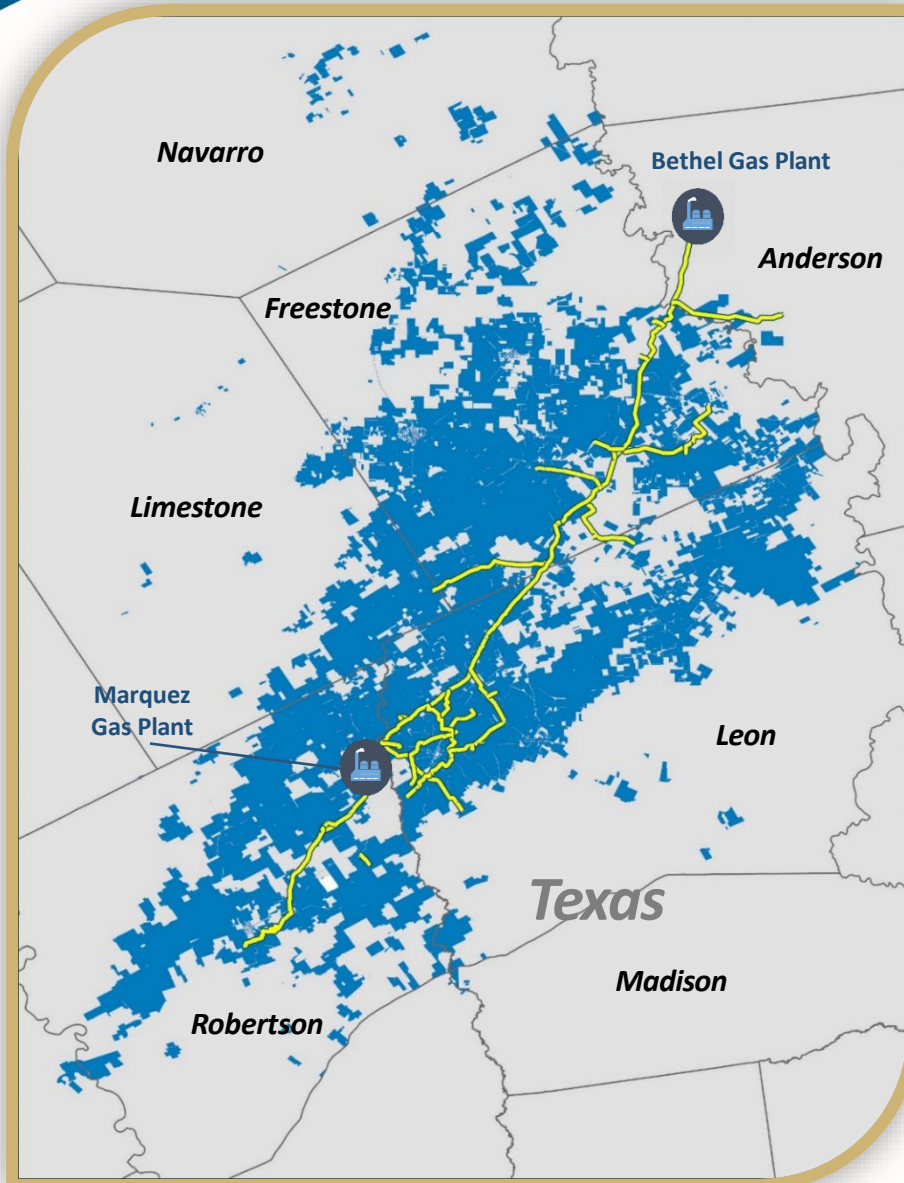 Navarro
Bethel Gas Plant
Anderson
Freestone
Limestone
Marquez
Gas Plant
Leon
Texas
Madison
Robertson